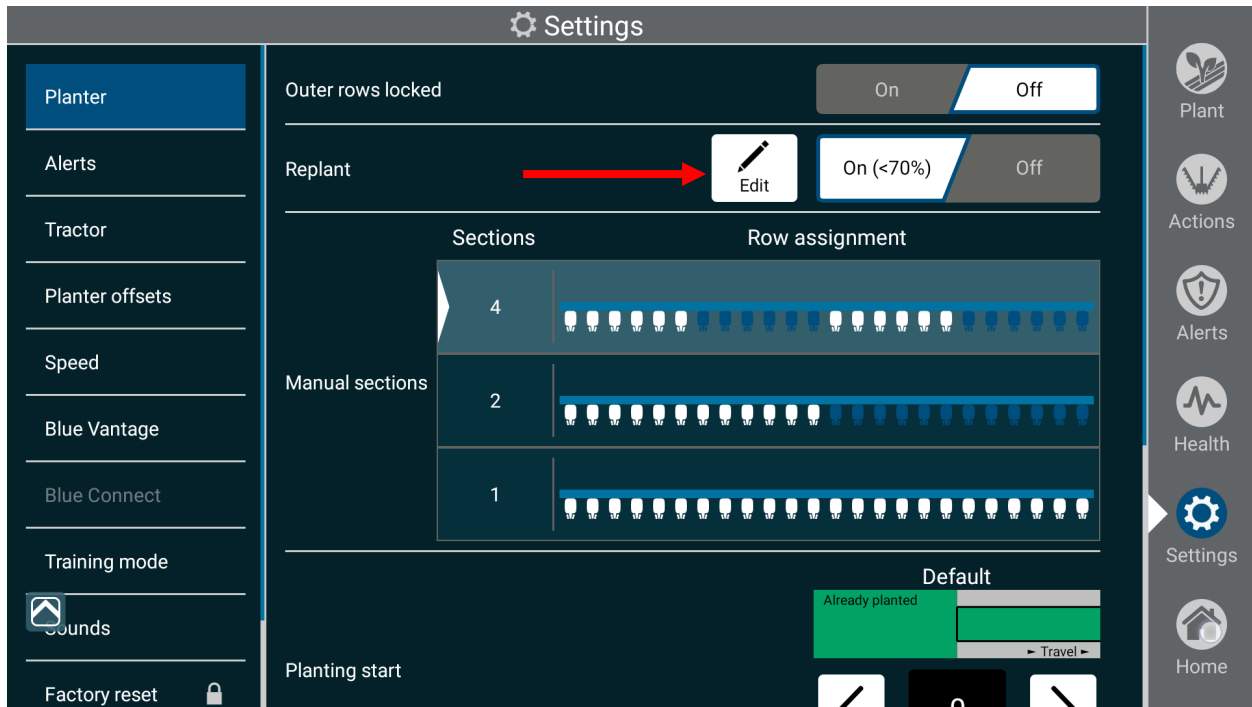 Settings
Planter
Alerts
Tractor
Planter offsets
Speed
Blue Vantage
Blue Connect
Training mode
Sounds
Factory reset
Outer rows locked
On
Off
Replant
Edit
On (<70%)
Off
Sections
Row assignment
Manual sections
4
2
1
Default
Already planted
► Travel ►
Planting start
Plant
Actions
Alerts
Health
Settings
Home